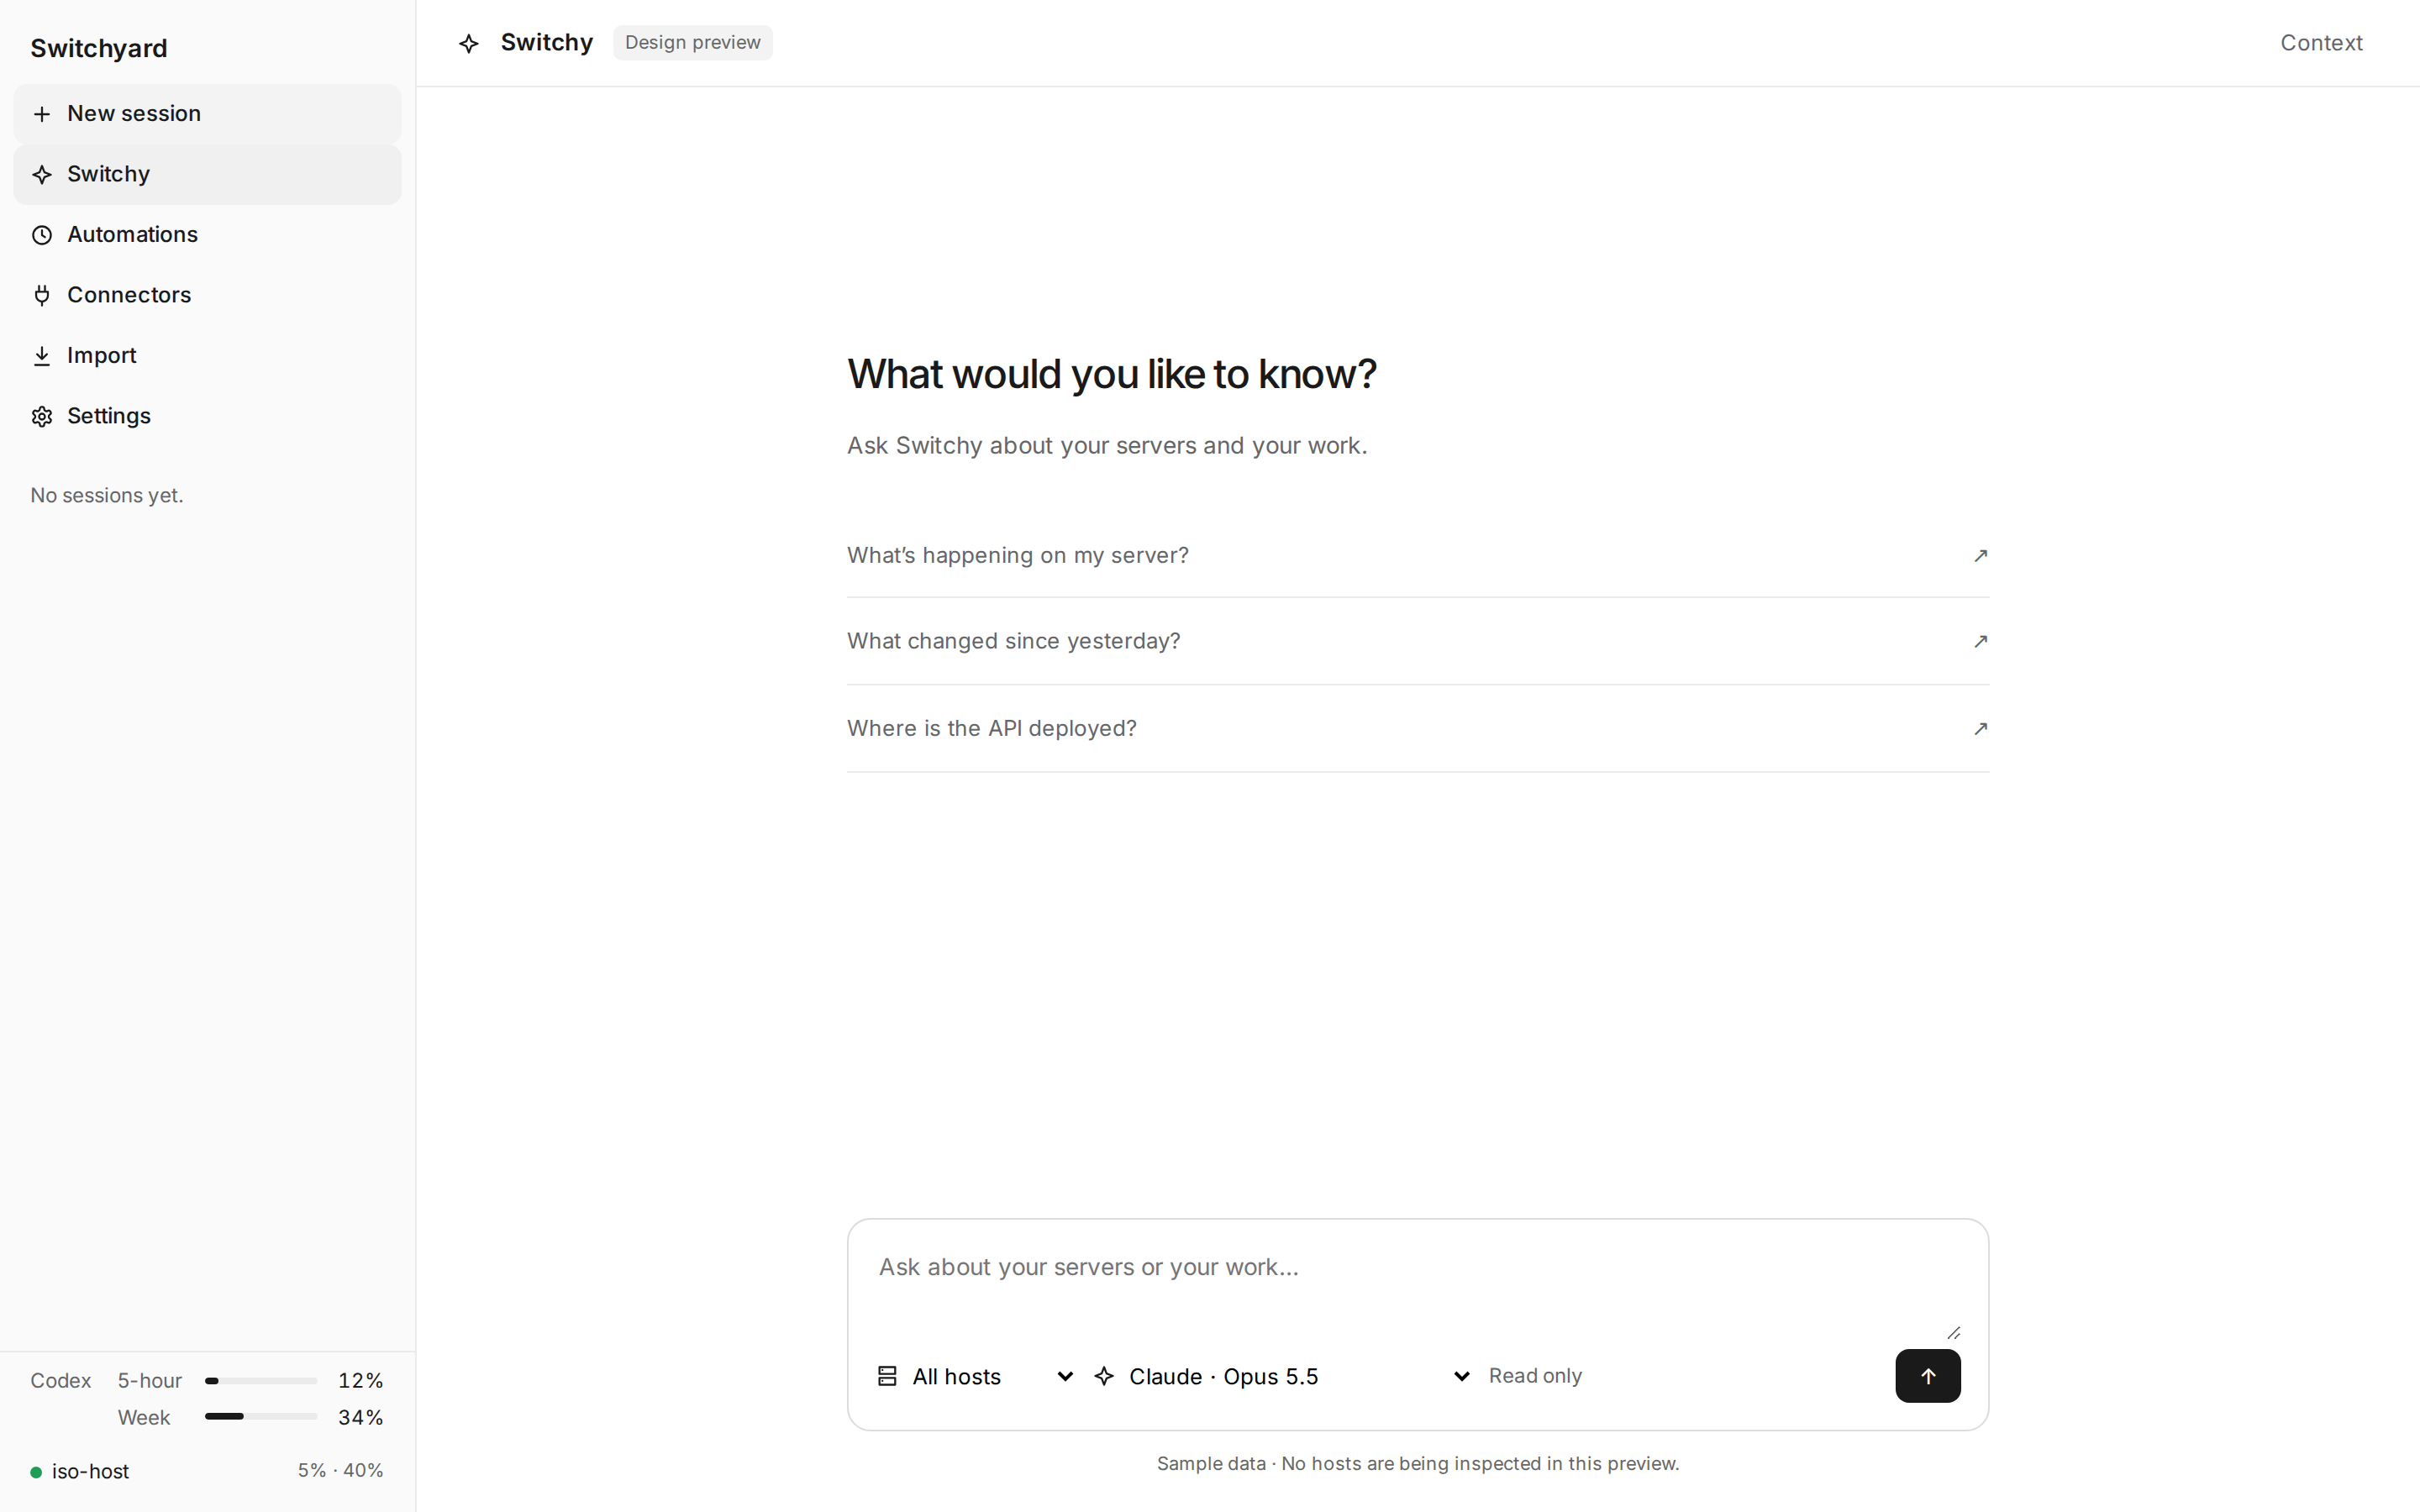 Switchyard
New session
Switchy
Automations
Connectors
Import
Settings
No sessions yet.
Codex 5-hour 12%
Week 34%
iso-host 5% · 40%
Switchy Design preview Context
What would you like to know?
Ask Switchy about your servers and your work.
What’s happening on my server? ↗
What changed since yesterday? ↗
Where is the API deployed? ↗
Ask about your servers or your work...
All hosts Claude · Opus 5.5 Read only
Sample data · No hosts are being inspected in this preview.